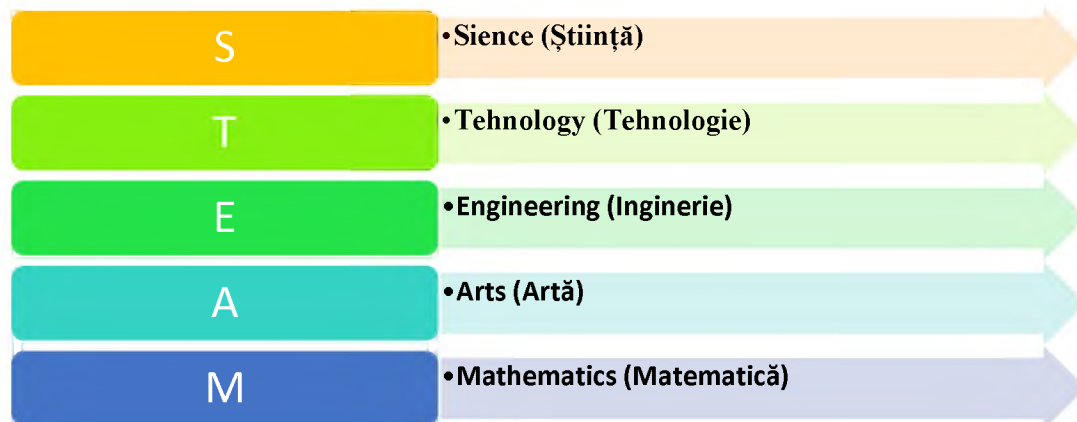 S
•Sience (Știință)
T
•Tehnology (Tehnologie)
E
•Engineering (Inginerie)
A
•Arts (Artă)
M
•Mathematics (Matematică)